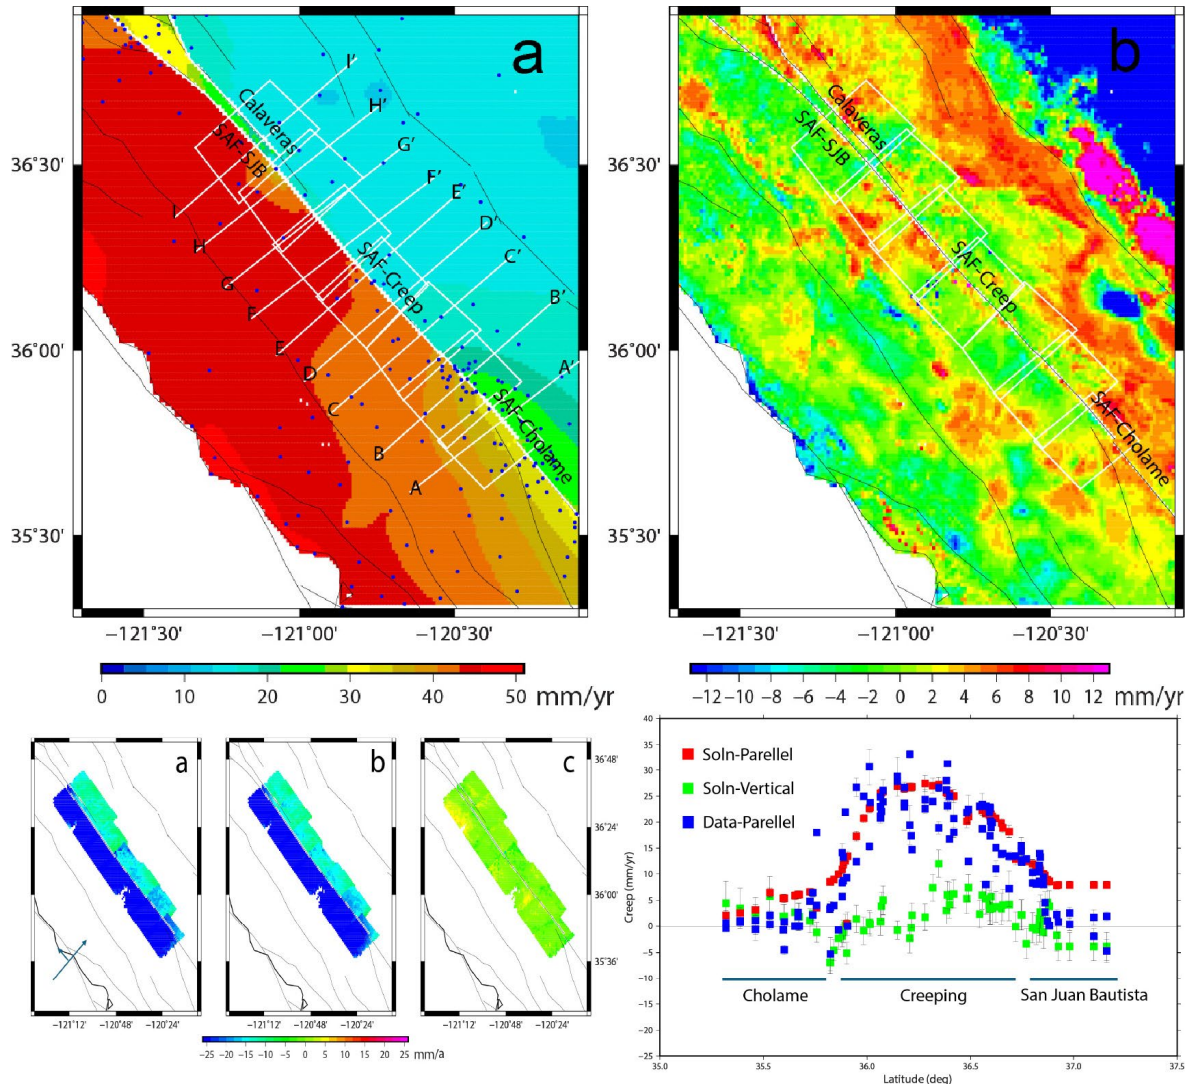 a
b
I'
H'
G'
F'
E'
D'
C'
B'
A'
I
H
G
F
E
D
C
B
A
Calaveras
SAF-SJB
SAF-Creep
SAF-Cholame
Calaveras
SAF-SJB
SAF-Creep
SAF-Cholame
36°30'
36°00'
35°30'
36°30'
36°00'
35°30'
−121°30' −121°00' −120°30'
−121°30' −121°00' −120°30'
0 10 20 30 40 50 mm/yr
−12 −10 −8 −6 −4 −2 0 2 4 6 8 10 12 mm/yr
a
b
c
36°48'
36°24'
36°00'
35°36'
−121°12' −120°48' −120°24'
−121°12' −120°48' −120°24'
−121°12' −120°48' −120°24'
−25 −20 −15 −10 −5 0 5 10 15 20 25 mm/a
40
35
30
25
20
15
10
5
0
−5
−10
−15
−20
−25
Creep (mm/yr)
Soln-Parellel
Soln-Vertical
Data-Parellel
Cholame
Creeping
San Juan Bautista
35.0 35.5 36.0 36.5 37.0 37.5
Latitude (deg)